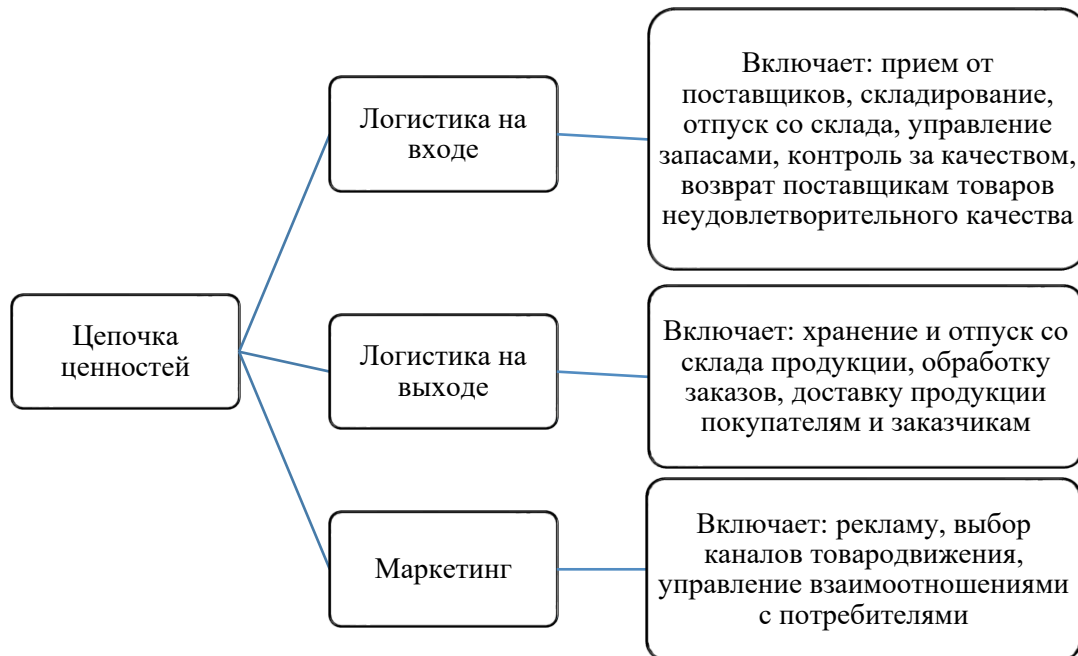 Цепочка
ценностей
Логистика на
входе
Включает: прием от
поставщиков, складирование,
отпуск со склада, управление
запасами, контроль за качеством,
возврат поставщикам товаров
неудовлетворительного качества
Логистика на
выходе
Включает: хранение и отпуск со
склада продукции, обработку
заказов, доставку продукции
покупателям и заказчикам
Маркетинг
Включает: рекламу, выбор
каналов товародвижения,
управление взаимоотношениями
с потребителями